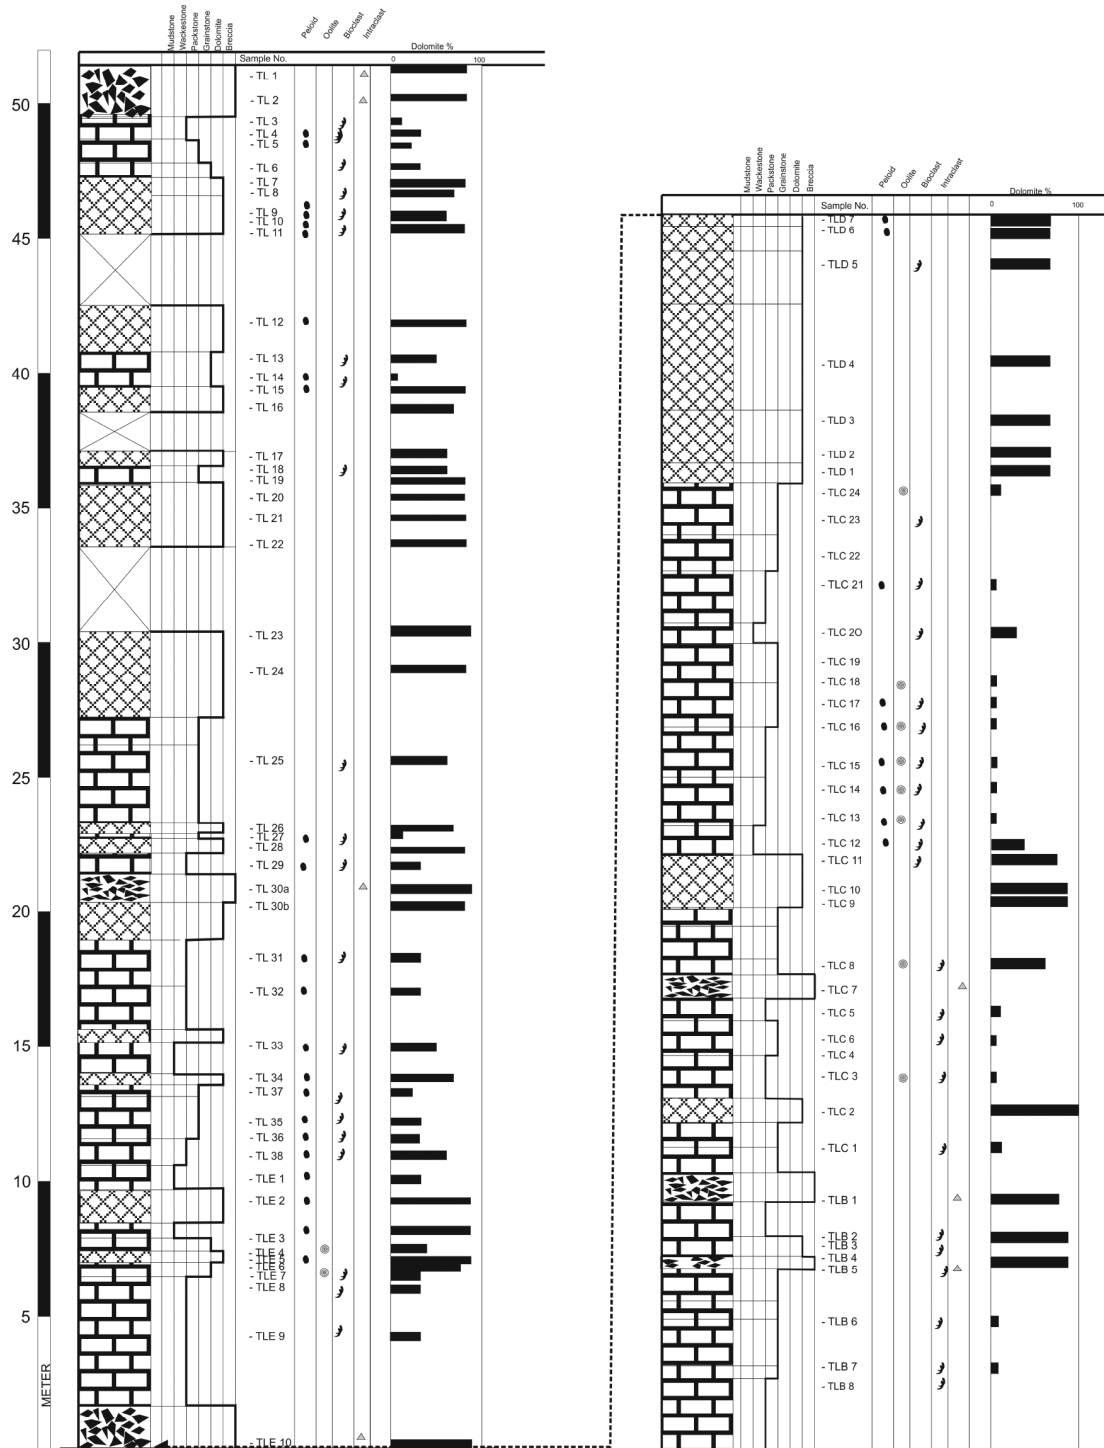 Mudstone
Wackestone
Packstone
Grainstone
Dolomite
Breccia
Peloid
Oolite
Bioclast
Intraclast
Dolomite %
Sample No.
0 100
- TL 1
- TL 2
- TL 3
- TL 4
- TL 5
- TL 6
- TL 7
- TL 8
- TL 9
- TL 10
- TL 11
- TL 12
- TL 13
- TL 14
- TL 15
- TL 16
- TL 17
- TL 18
- TL 19
- TL 20
- TL 21
- TL 22
- TL 23
- TL 24
- TL 25
- TL 26
- TL 27
- TL 28
- TL 29
- TL 30a
- TL 30b
- TL 31
- TL 32
- TL 33
- TL 34
- TL 37
- TL 35
- TL 36
- TL 38
- TLE 1
- TLE 2
- TLE 3
- TLE 4
- TLE 5
- TLE 6
- TLE 7
- TLE 8
- TLE 9
- TLE 10
50
45
40
35
30
25
20
15
10
5
METER
Mudstone
Wackestone
Packstone
Grainstone
Dolomite
Breccia
Peloid
Oolite
Bioclast
Intraclast
Dolomite %
Sample No.
0 100
- TLD 7
- TLD 6
- TLD 5
- TLD 4
- TLD 3
- TLD 2
- TLD 1
- TLC 24
- TLC 23
- TLC 22
- TLC 21
- TLC 2O
- TLC 19
- TLC 18
- TLC 17
- TLC 16
- TLC 15
- TLC 14
- TLC 13
- TLC 12
- TLC 11
- TLC 10
- TLC 9
- TLC 8
- TLC 7
- TLC 5
- TLC 6
- TLC 4
- TLC 3
- TLC 2
- TLC 1
- TLB 1
- TLB 2
- TLB 3
- TLB 4
- TLB 5
- TLB 6
- TLB 7
- TLB 8